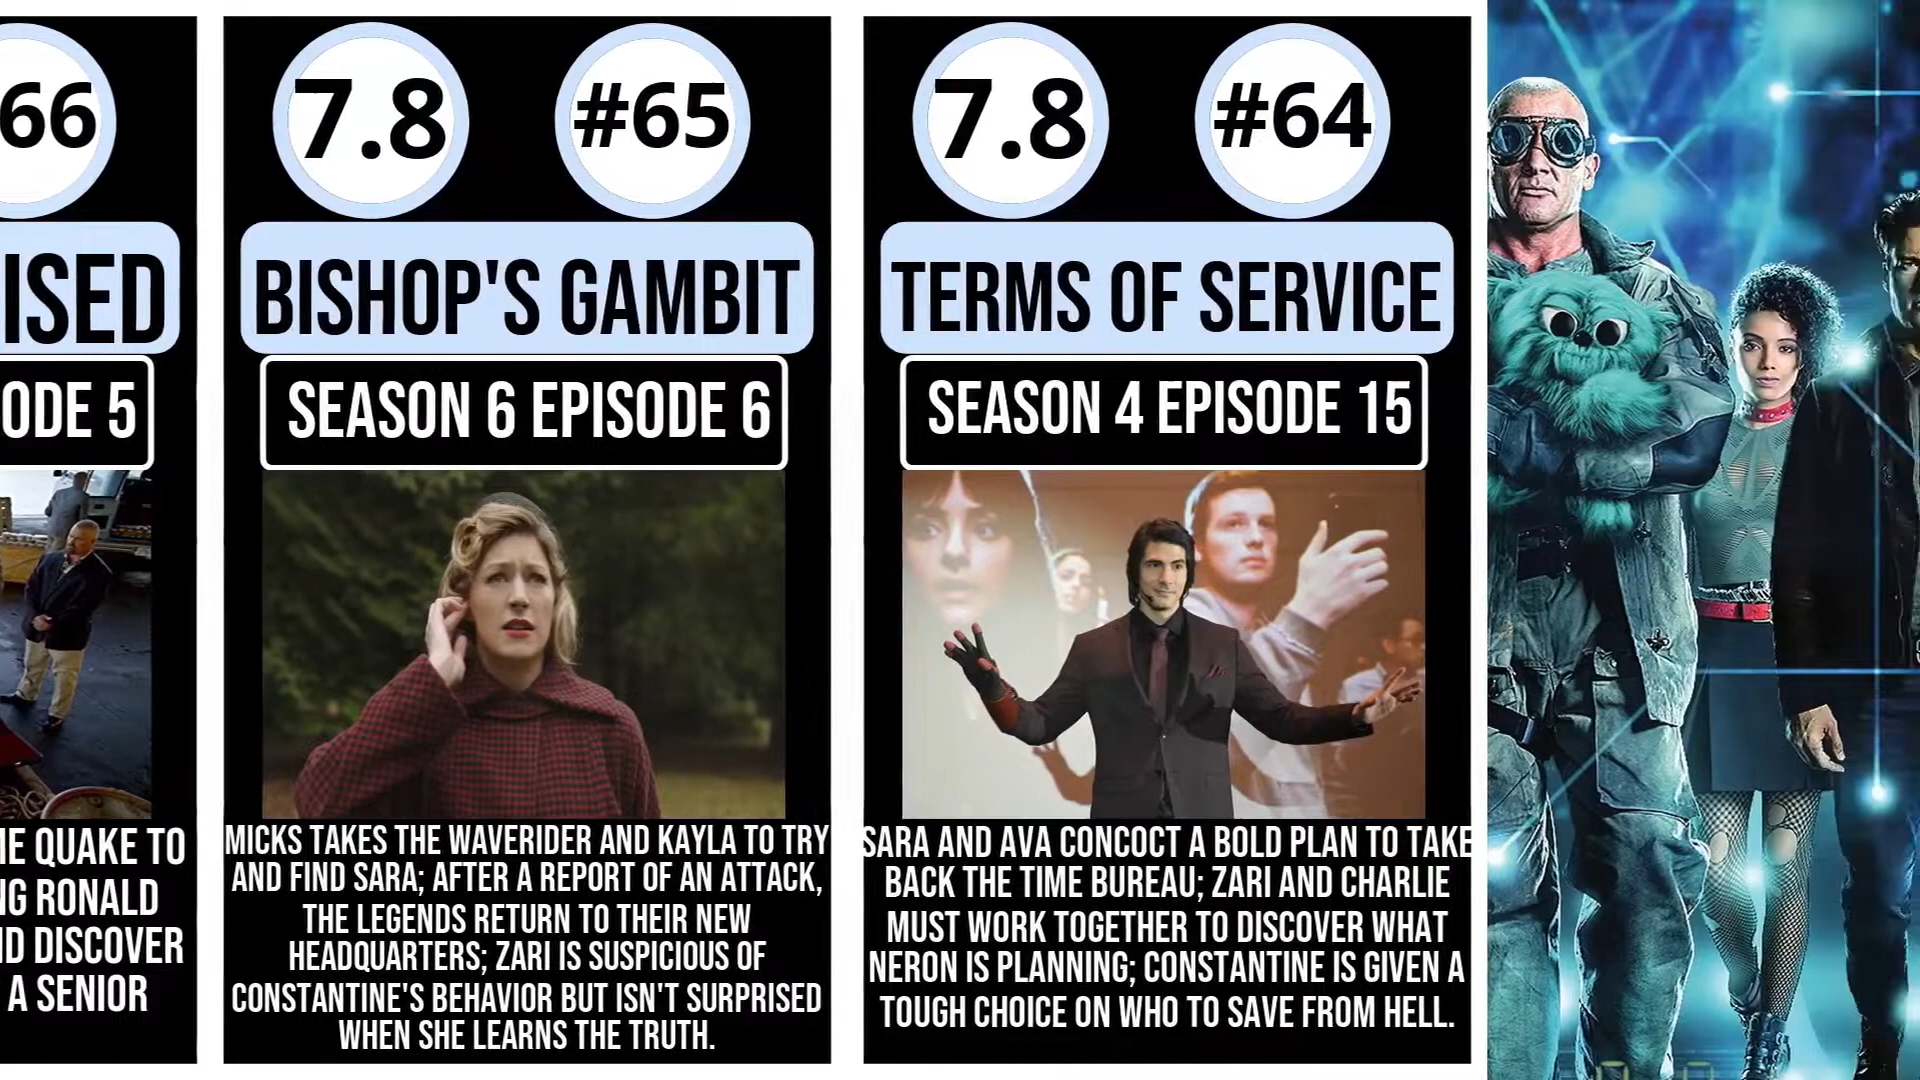 66
ISED
ODE 5
ME QUAKE TO
NG RONALD
ND DISCOVER
A SENIOR
7.8
#65
BISHOP'S GAMBIT
SEASON 6 EPISODE 6
MICKS TAKES THE WAVERIDER AND KAYLA TO TRY
AND FIND SARA; AFTER A REPORT OF AN ATTACK,
THE LEGENDS RETURN TO THEIR NEW
HEADQUARTERS; ZARI IS SUSPICIOUS OF
CONSTANTINE'S BEHAVIOR BUT ISN'T SURPRISED
WHEN SHE LEARNS THE TRUTH.
7.8
#64
TERMS OF SERVICE
SEASON 4 EPISODE 15
SARA AND AVA CONCOCT A BOLD PLAN TO TAKE
BACK THE TIME BUREAU; ZARI AND CHARLIE
MUST WORK TOGETHER TO DISCOVER WHAT
NERON IS PLANNING; CONSTANTINE IS GIVEN A
TOUGH CHOICE ON WHO TO SAVE FROM HELL.